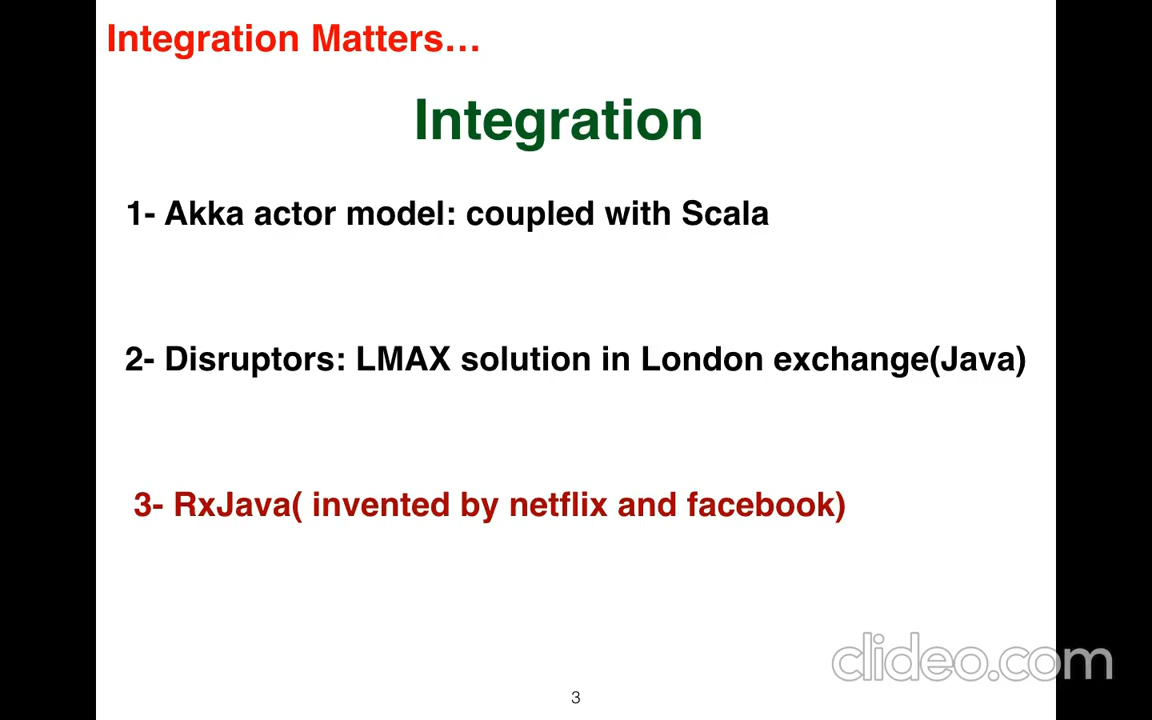 Integration Matters…
Integration
1- Akka actor model: coupled with Scala
2- Disruptors: LMAX solution in London exchange(Java)
3- RxJava( invented by netflix and facebook)
clideo.com
3